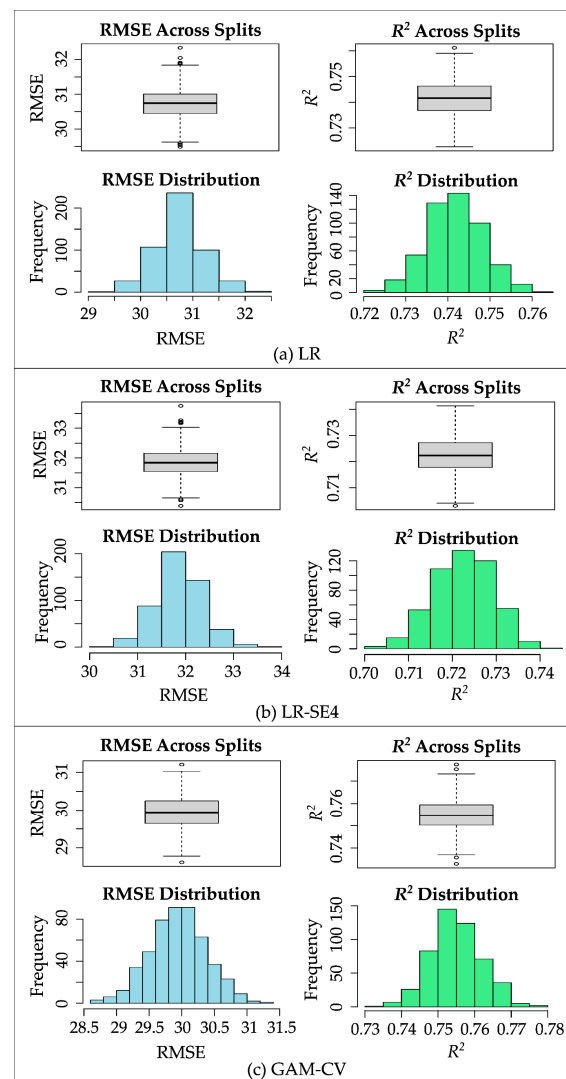 RMSE Across Splits
R² Across Splits
RMSE
30 31 32
R²
0.73 0.75
RMSE Distribution
R² Distribution
Frequency
0 100 200
29 30 31 32
RMSE
Frequency
20 60 100 140
0.72 0.73 0.74 0.75 0.76
R²
(a) LR
RMSE Across Splits
R² Across Splits
RMSE
31 32 33
R²
0.71 0.73
RMSE Distribution
R² Distribution
Frequency
0 100 200
30 31 32 33 34
RMSE
Frequency
0 40 80 120
0.70 0.71 0.72 0.73 0.74
R²
(b) LR-SE4
RMSE Across Splits
R² Across Splits
RMSE
29 30 31
R²
0.74 0.76
RMSE Distribution
R² Distribution
Frequency
0 40 80
28.5 29 29.5 30 30.5 31 31.5
RMSE
Frequency
0 50 100 150
0.73 0.74 0.75 0.76 0.77 0.78
R²
(c) GAM-CV